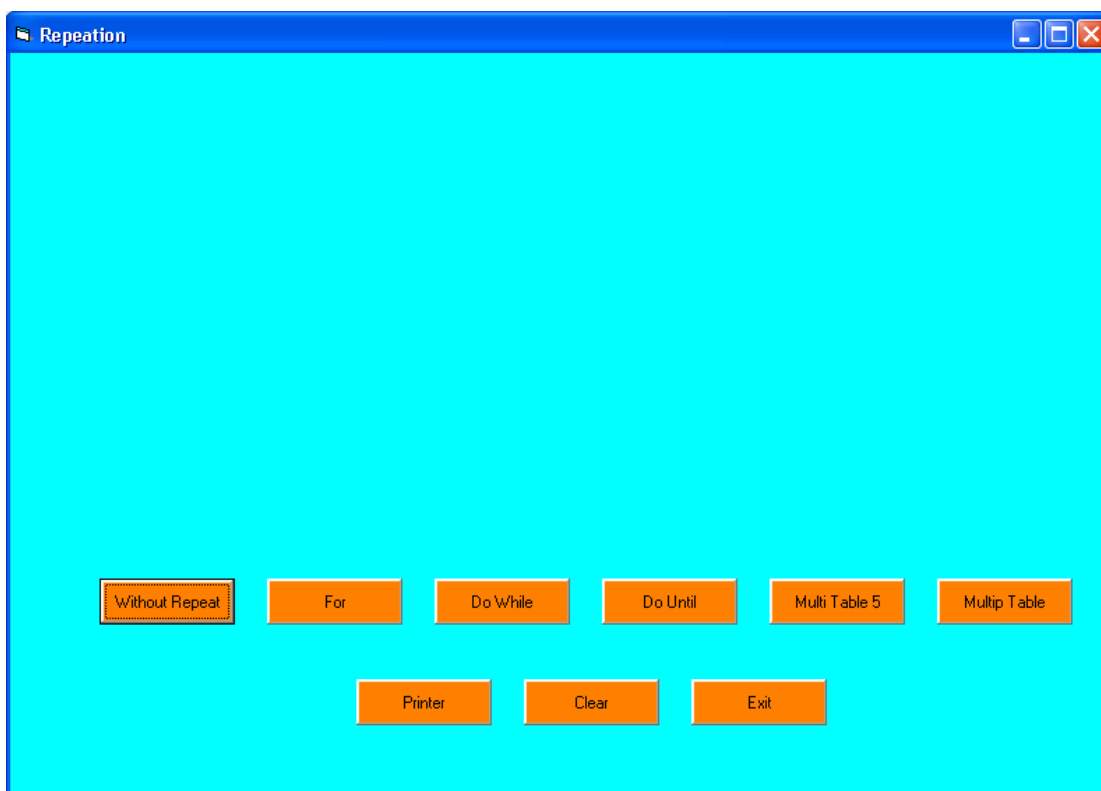 Repeation
Without Repeat For Do While Do Until Multi Table 5 Multip Table
Printer Clear Exit